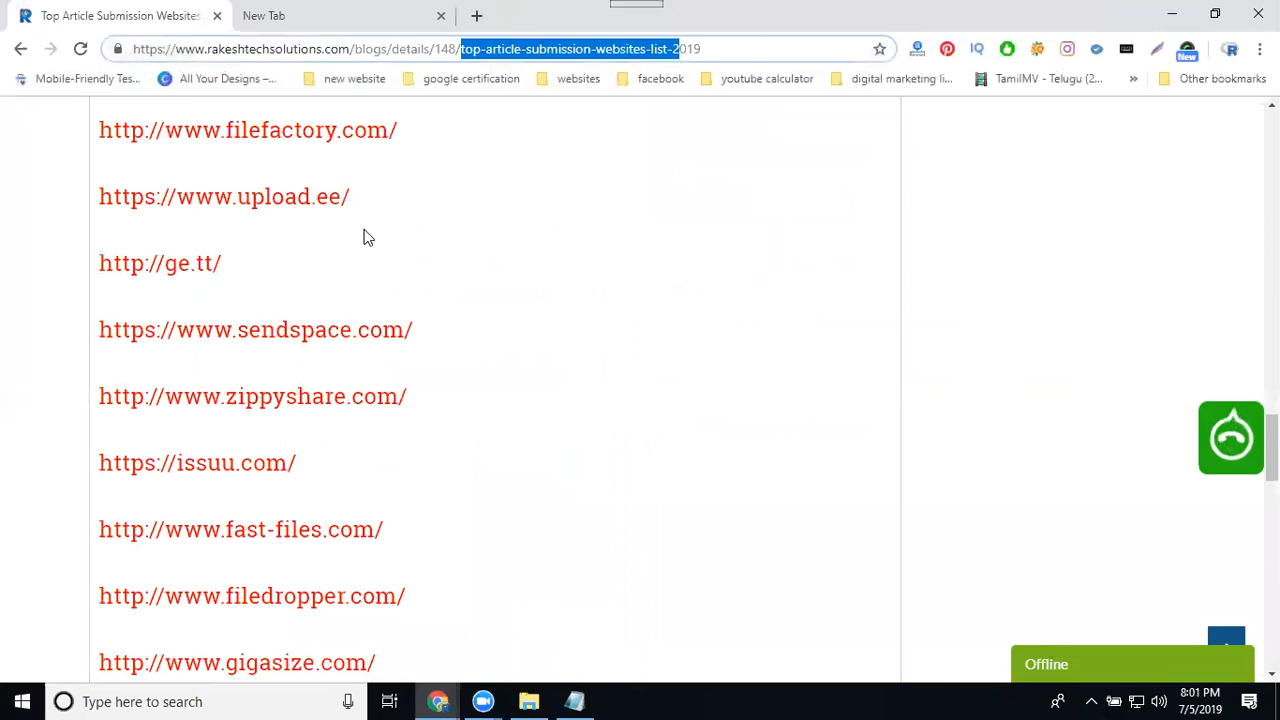 Top Article Submission Websites
New Tab
https://www.rakeshtechsolutions.com/blogs/details/148/top-article-submission-websites-list-2019
Mobile-Friendly Tes...
All Your Designs –...
new website
google certification
websites
facebook
youtube calculator
digital marketing li...
TamilMV - Telugu (2...
Other bookmarks
New
http://www.filefactory.com/
https://www.upload.ee/
http://ge.tt/
https://www.sendspace.com/
http://www.zippyshare.com/
https://issuu.com/
http://www.fast-files.com/
http://www.filedropper.com/
http://www.gigasize.com/
Offline
Type here to search
8:01 PM
7/5/2019